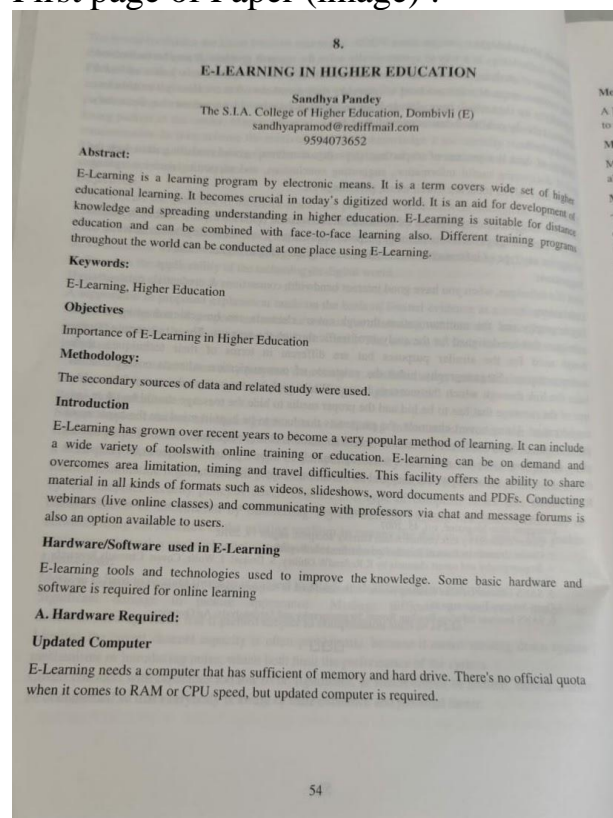 First page of Paper (image) :
8.
E-LEARNING IN HIGHER EDUCATION
Sandhya Pandey
The S.I.A. College of Higher Education, Dombivli (E)
sandhyapramod@rediffmail.com
9594073652
Abstract:
E-Learning is a learning program by electronic means. It is a term covers wide set of higher
educational learning. It becomes crucial in today's digitized world. It is an aid for development of
knowledge and spreading understanding in higher education. E-Learning is suitable for distance
education and can be combined with face-to-face learning also. Different training programs
throughout the world can be conducted at one place using E-Learning.
Keywords:
E-Learning, Higher Education
Objectives
Importance of E-Learning in Higher Education
Methodology:
The secondary sources of data and related study were used.
Introduction
E-Learning has grown over recent years to become a very popular method of learning. It can include
a wide variety of toolswith online training or education. E-learning can be on demand and
overcomes area limitation, timing and travel difficulties. This facility offers the ability to share
material in all kinds of formats such as videos, slideshows, word documents and PDFs. Conducting
webinars (live online classes) and communicating with professors via chat and message forums is
also an option available to users.
Hardware/Software used in E-Learning
E-learning tools and technologies used to improve the knowledge. Some basic hardware and
software is required for online learning
A. Hardware Required:
Updated Computer
E-Learning needs a computer that has sufficient of memory and hard drive. There's no official quota
when it comes to RAM or CPU speed, but updated computer is required.
54